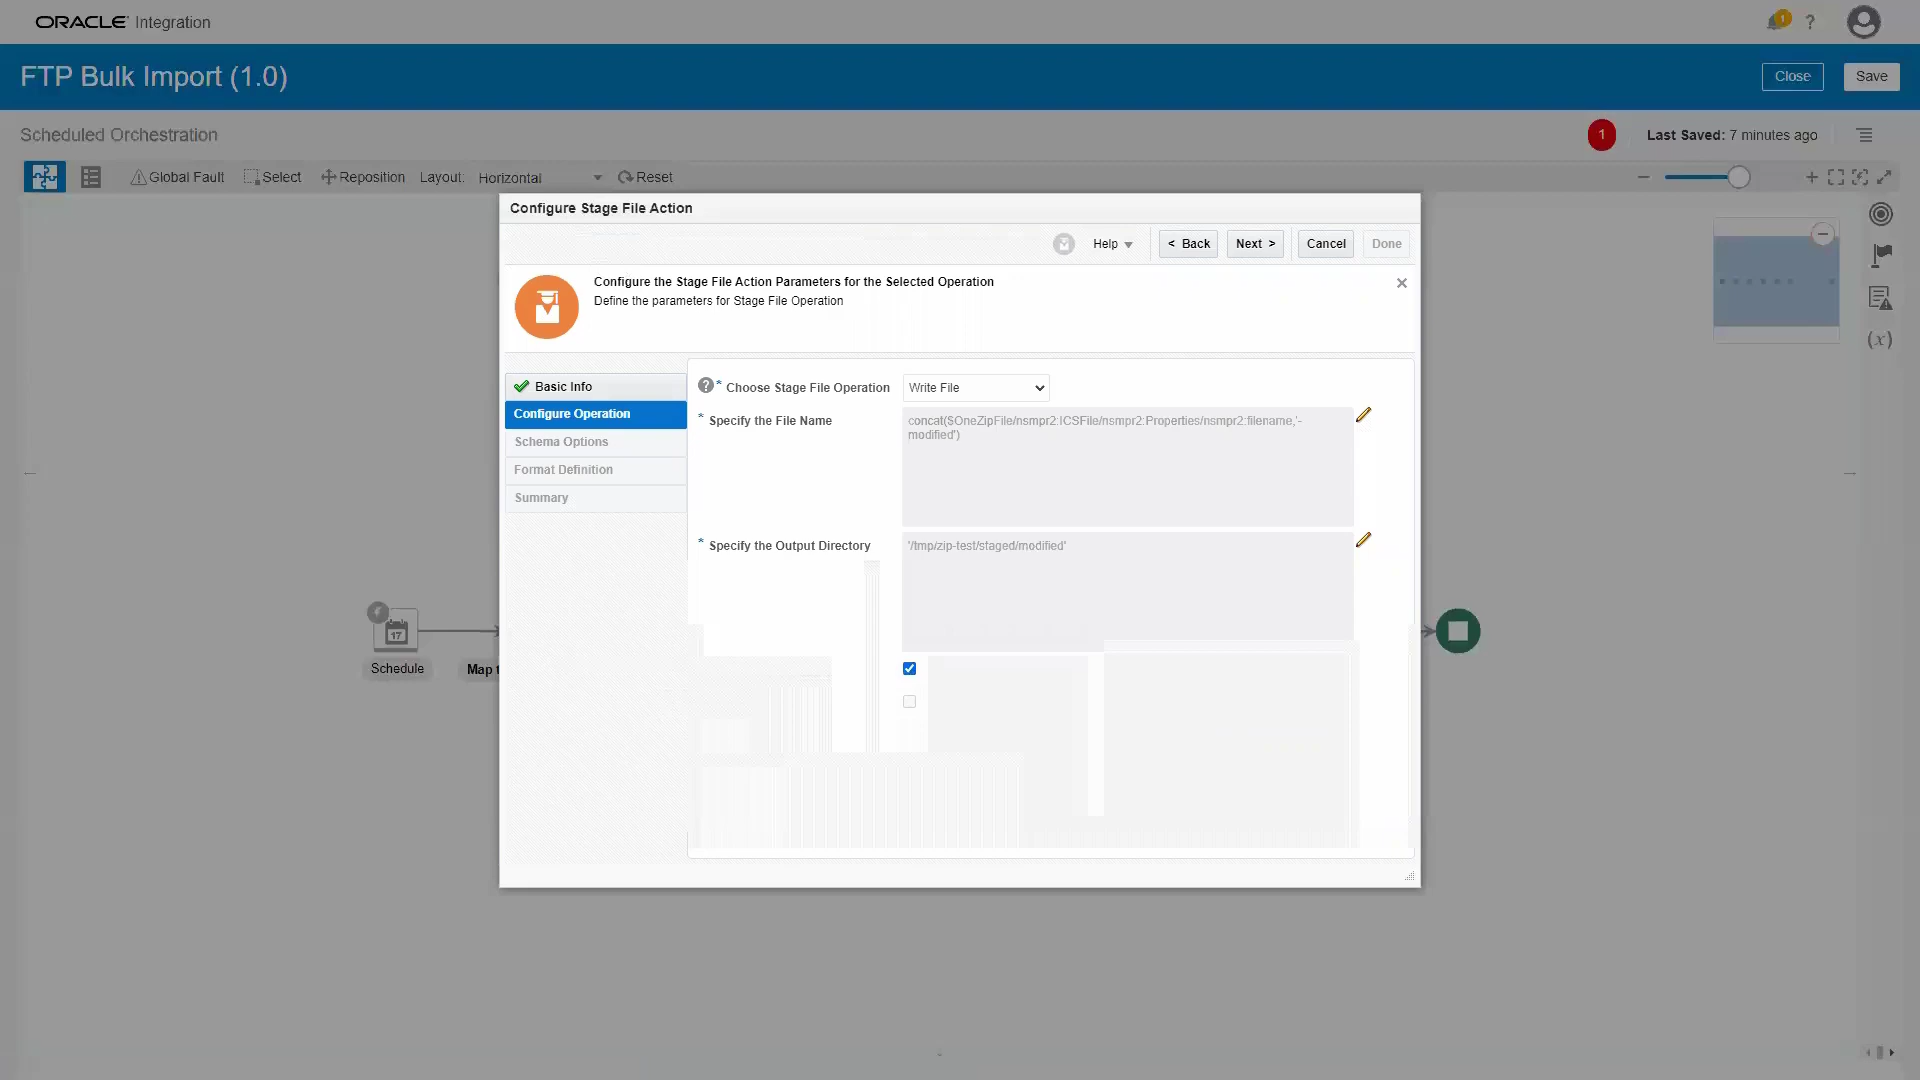 ORACLE Integration
1
?
FTP Bulk Import (1.0)
Close
Save
Scheduled Orchestration
1
Last Saved: 7 minutes ago
Global Fault
Select
Reposition
Layout:
Horizontal
Reset
Configure Stage File Action
Help
< Back
Next >
Cancel
Done
Configure the Stage File Action Parameters for the Selected Operation
Define the parameters for Stage File Operation
Basic Info
Configure Operation
Schema Options
Format Definition
Summary
* Choose Stage File Operation
Write File
* Specify the File Name
concat($OneZipFile/nsmpr2:ICSFile/nsmpr2:Properties/nsmpr2:filename,'-
modified')
* Specify the Output Directory
'/tmp/zip-test/staged/modified'
17
Schedule
Map t
(x)